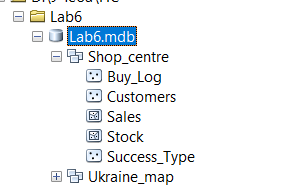 Lab6
Lab6.mdb
Shop_centre
Buy_Log
Customers
Sales
Stock
Success_Type
Ukraine_map